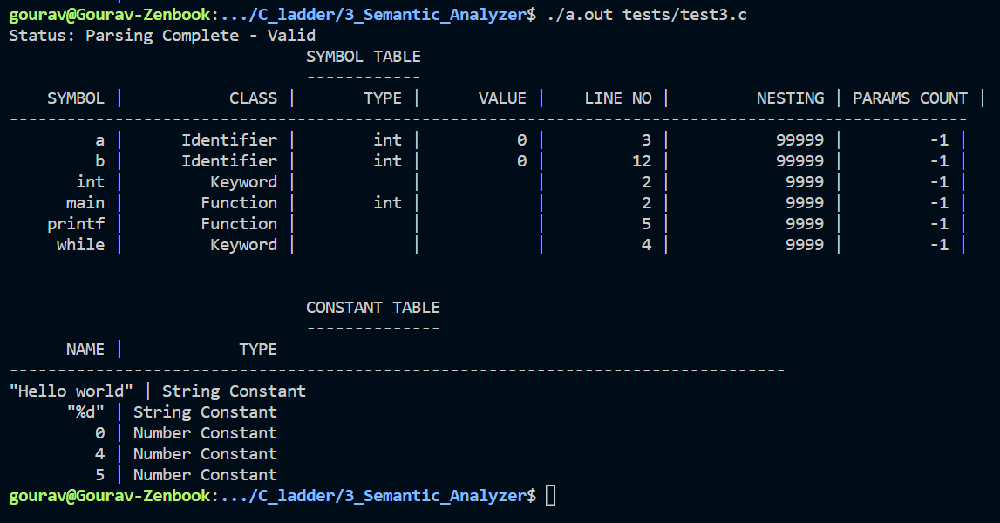 gourav@Gourav-Zenbook:.../C_ladder/3_Semantic_Analyzer$ ./a.out tests/test3.c
Status: Parsing Complete - Valid
SYMBOL TABLE
------------
SYMBOL | CLASS | TYPE | VALUE | LINE NO | NESTING | PARAMS COUNT |
----------------------------------------------------------------------------------------------------
a | Identifier | int | 0 | 3 | 99999 | -1 |
b | Identifier | int | 0 | 12 | 99999 | -1 |
int | Keyword | | | 2 | 9999 | -1 |
main | Function | int | | 2 | 9999 | -1 |
printf | Function | | | 5 | 9999 | -1 |
while | Keyword | | | 4 | 9999 | -1 |
CONSTANT TABLE
--------------
NAME | TYPE
---------------------------------------------------------------------------------
"Hello world" | String Constant
"%d" | String Constant
0 | Number Constant
4 | Number Constant
5 | Number Constant
gourav@Gourav-Zenbook:.../C_ladder/3_Semantic_Analyzer$